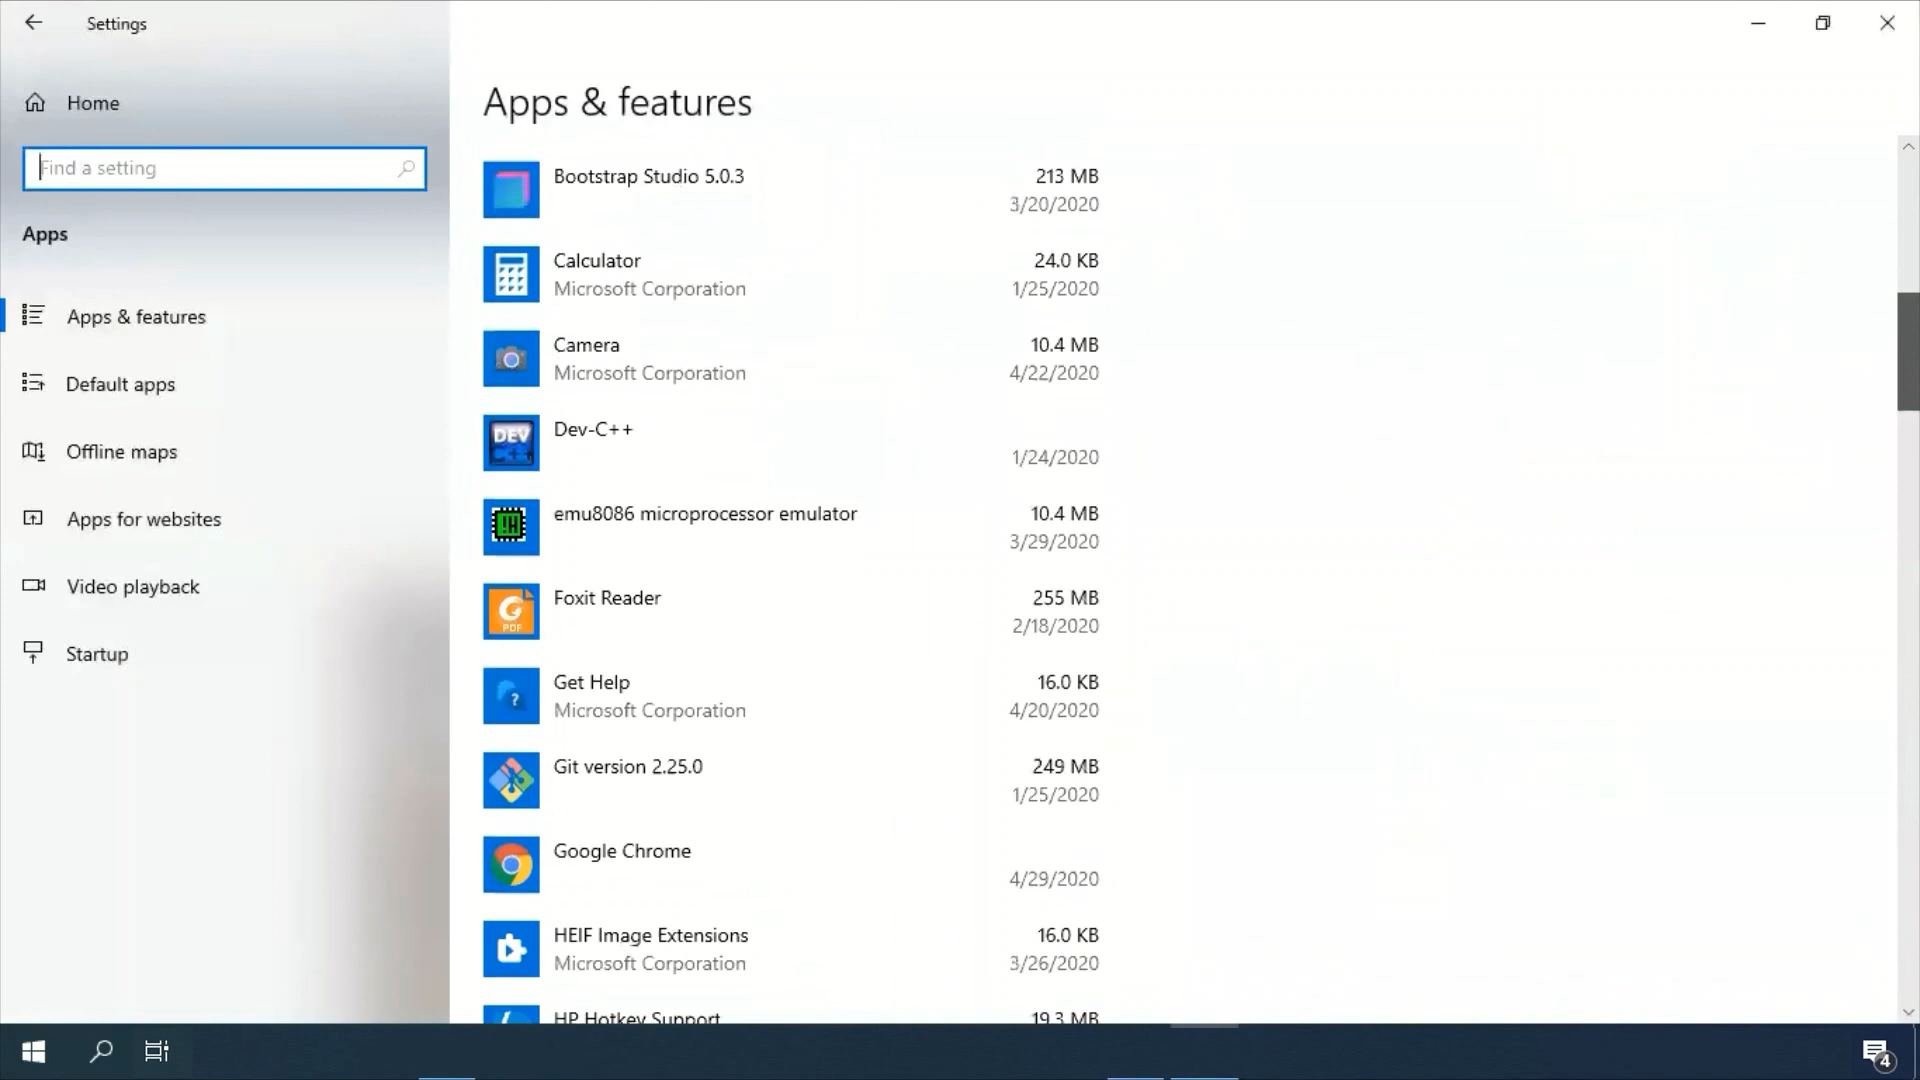 Settings
Home
Find a setting
Apps
Apps & features
Default apps
Offline maps
Apps for websites
Video playback
Startup
Apps & features
Bootstrap Studio 5.0.3 213 MB
3/20/2020
Calculator 24.0 KB
Microsoft Corporation 1/25/2020
Camera 10.4 MB
Microsoft Corporation 4/22/2020
DEV
C++
Dev-C++
1/24/2020
emu8086 microprocessor emulator 10.4 MB
3/29/2020
PDF
Foxit Reader 255 MB
2/18/2020
Get Help 16.0 KB
Microsoft Corporation 4/20/2020
Git version 2.25.0 249 MB
1/25/2020
Google Chrome
4/29/2020
HEIF Image Extensions 16.0 KB
Microsoft Corporation 3/26/2020
HP Hotkey Support 19.3 MB
4